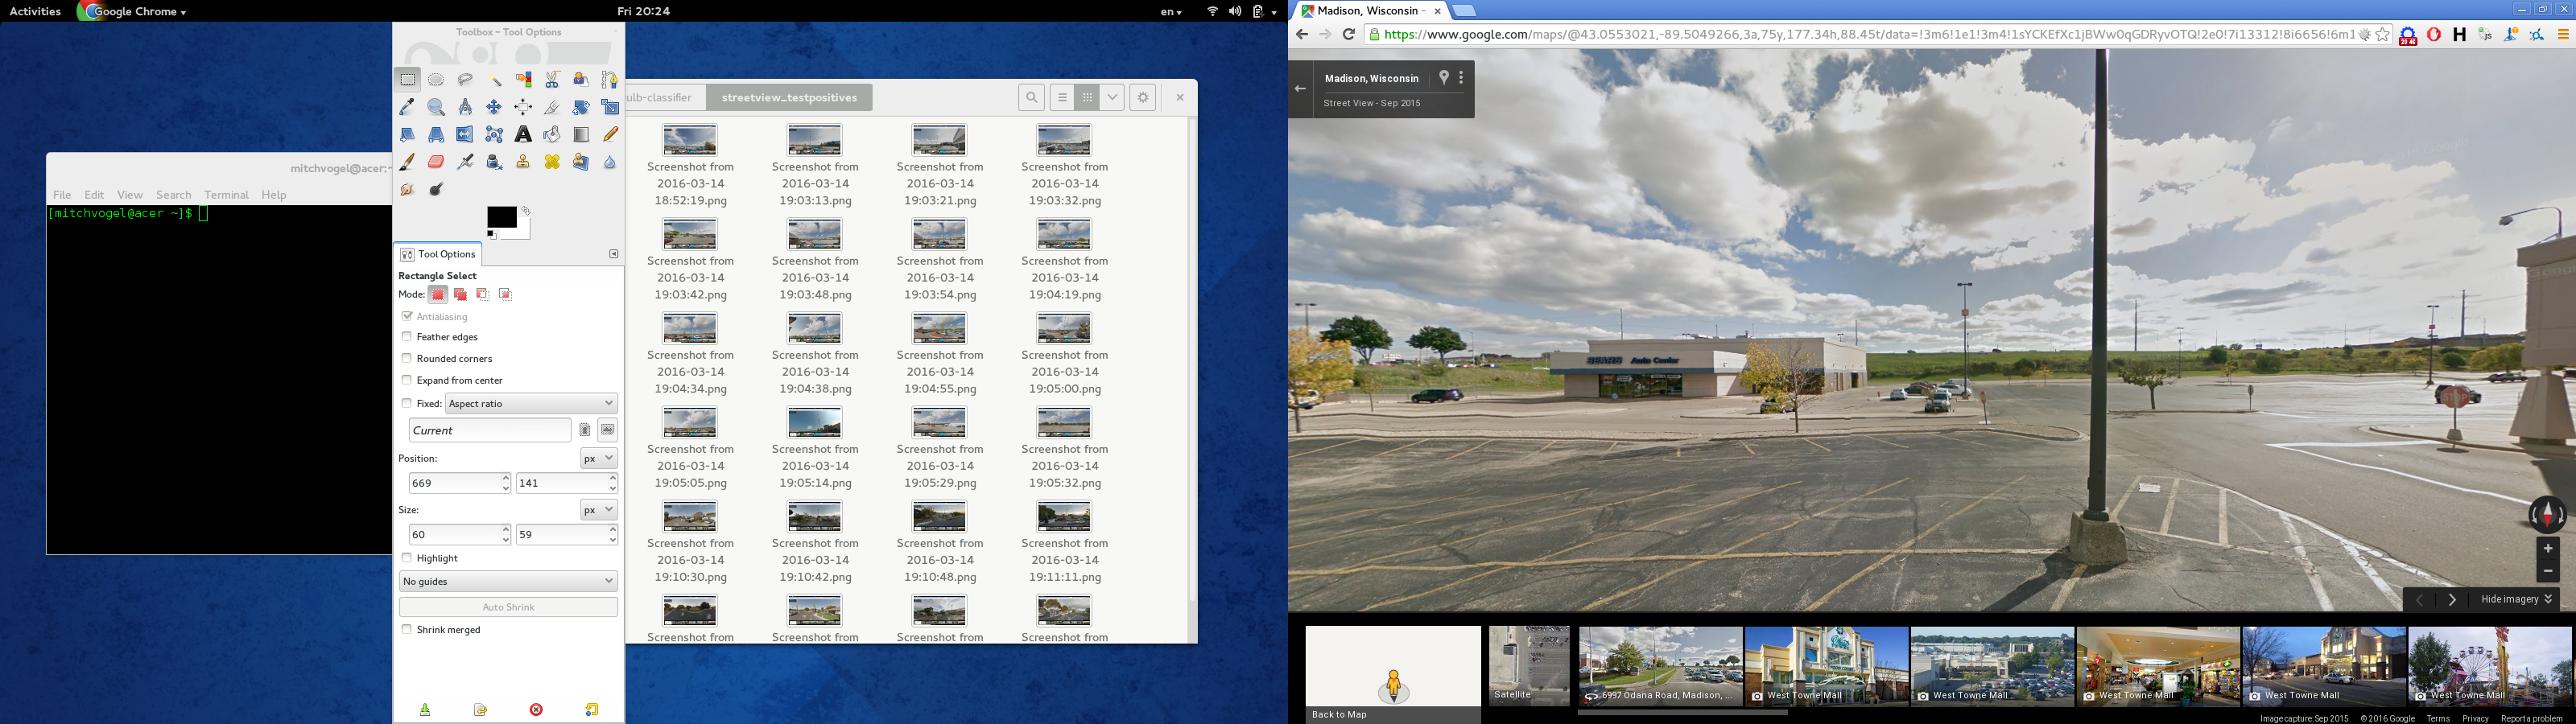 Activities
Google Chrome
Fri 20:24
en
mitchvogel@acer:~
File Edit View Search Terminal Help
[mitchvogel@acer ~]$
Toolbox – Tool Options
Tool Options
Rectangle Select
Mode:
Antialiasing
Feather edges
Rounded corners
Expand from center
Fixed: Aspect ratio
Current
Position: px
669 141
Size: px
60 59
Highlight
No guides
Auto Shrink
Shrink merged
ulb-classifier
streetview_testpositives
Screenshot from Screenshot from Screenshot from Screenshot from
2016-03-14 2016-03-14 2016-03-14 2016-03-14
18:52:19.png 19:03:13.png 19:03:21.png 19:03:32.png
Screenshot from Screenshot from Screenshot from Screenshot from
2016-03-14 2016-03-14 2016-03-14 2016-03-14
19:03:42.png 19:03:48.png 19:03:54.png 19:04:19.png
Screenshot from Screenshot from Screenshot from Screenshot from
2016-03-14 2016-03-14 2016-03-14 2016-03-14
19:04:34.png 19:04:38.png 19:04:55.png 19:05:00.png
Screenshot from Screenshot from Screenshot from Screenshot from
2016-03-14 2016-03-14 2016-03-14 2016-03-14
19:05:05.png 19:05:14.png 19:05:29.png 19:05:32.png
Screenshot from Screenshot from Screenshot from Screenshot from
2016-03-14 2016-03-14 2016-03-14 2016-03-14
19:10:30.png 19:10:42.png 19:10:48.png 19:11:11.png
Screenshot from Screenshot from Screenshot from Screenshot from
Madison, Wisconsin -
https://www.google.com/maps/@43.0553021,-89.5049266,3a,75y,177.34h,88.45t/data=!3m6!1e1!3m4!1sYCKEfXc1jBWw0qGDRyvOTQ!2e0!7i13312!8i6656!6m1
20:46
Madison, Wisconsin
Street View - Sep 2015
SEARS Auto Center
STOP
Hide imagery
Back to Map
Satellite
6997 Odana Road, Madison, ...
West Towne Mall
West Towne Mall
West Towne Mall
West Towne Mall
West Towne Mall
Image capture: Sep 2015 © 2016 Google Terms Privacy Report a problem